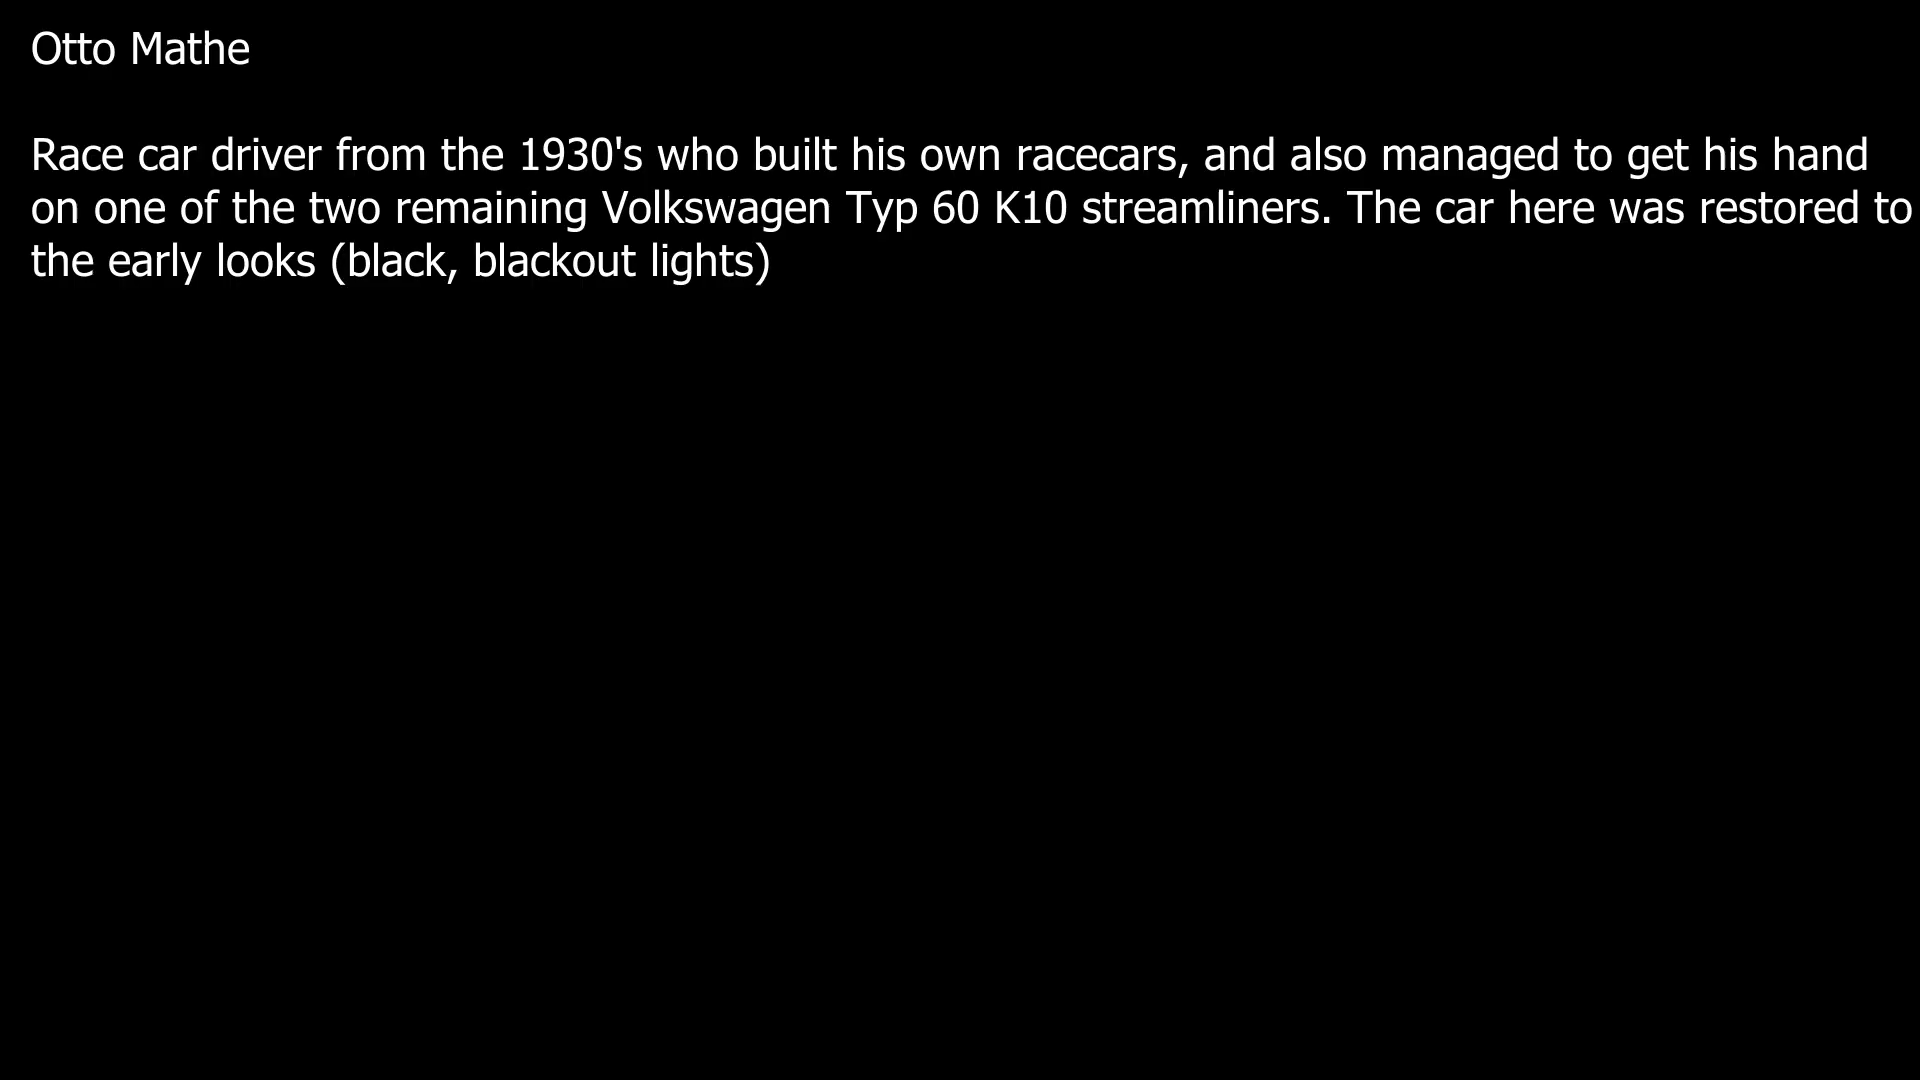 Otto Mathe
Race car driver from the 1930's who built his own racecars, and also managed to get his hand
on one of the two remaining Volkswagen Typ 60 K10 streamliners. The car here was restored to
the early looks (black, blackout lights)